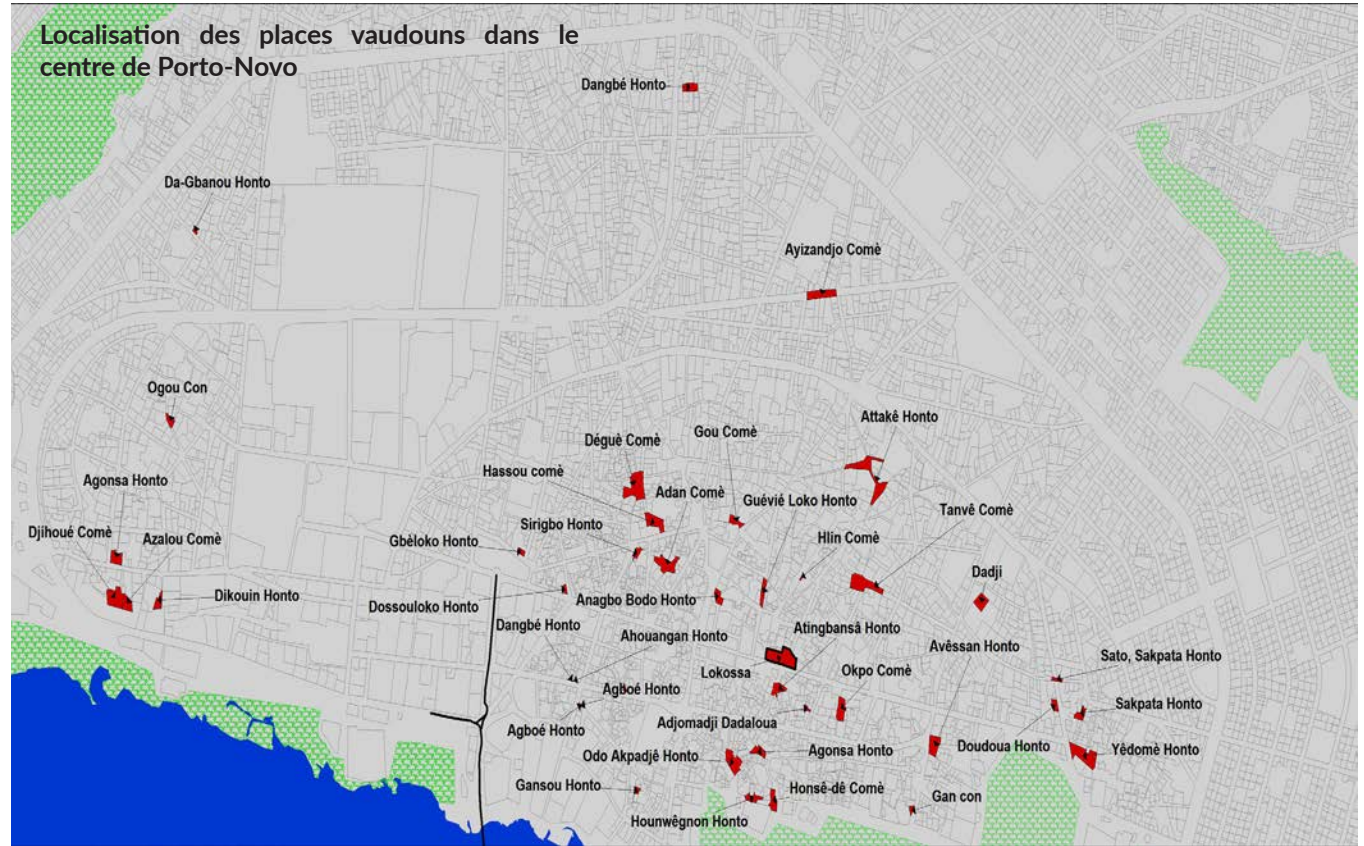 Localisation des places vaudouns dans le
centre de Porto-Novo
Dangbé Honto
Da-Gbanou Honto
Ayizandjo Comè
Ogou Con
Attakê Honto
Gou Comè
Déguè Comè
Hassou comè
Agonsa Honto
Adan Comè
Guévié Loko Honto
Tanvê Comè
Sirigbo Honto
Djihoué Comè
Azalou Comè
Hlin Comè
Gbèloko Honto
Dadji
Dikouin Honto
Dossouloko Honto
Anagbo Bodo Honto
Dangbé Honto
Ahouangan Honto
Atingbansâ Honto
Avêssan Honto
Sato, Sakpata Honto
Lokossa
Okpo Comè
Agboé Honto
Sakpata Honto
Adjomadji Dadaloua
Agboé Honto
Doudoua Honto
Yêdomè Honto
Odo Akpadjê Honto
Agonsa Honto
Gansou Honto
Honsê-dê Comè
Gan con
Hounwêgnon Honto